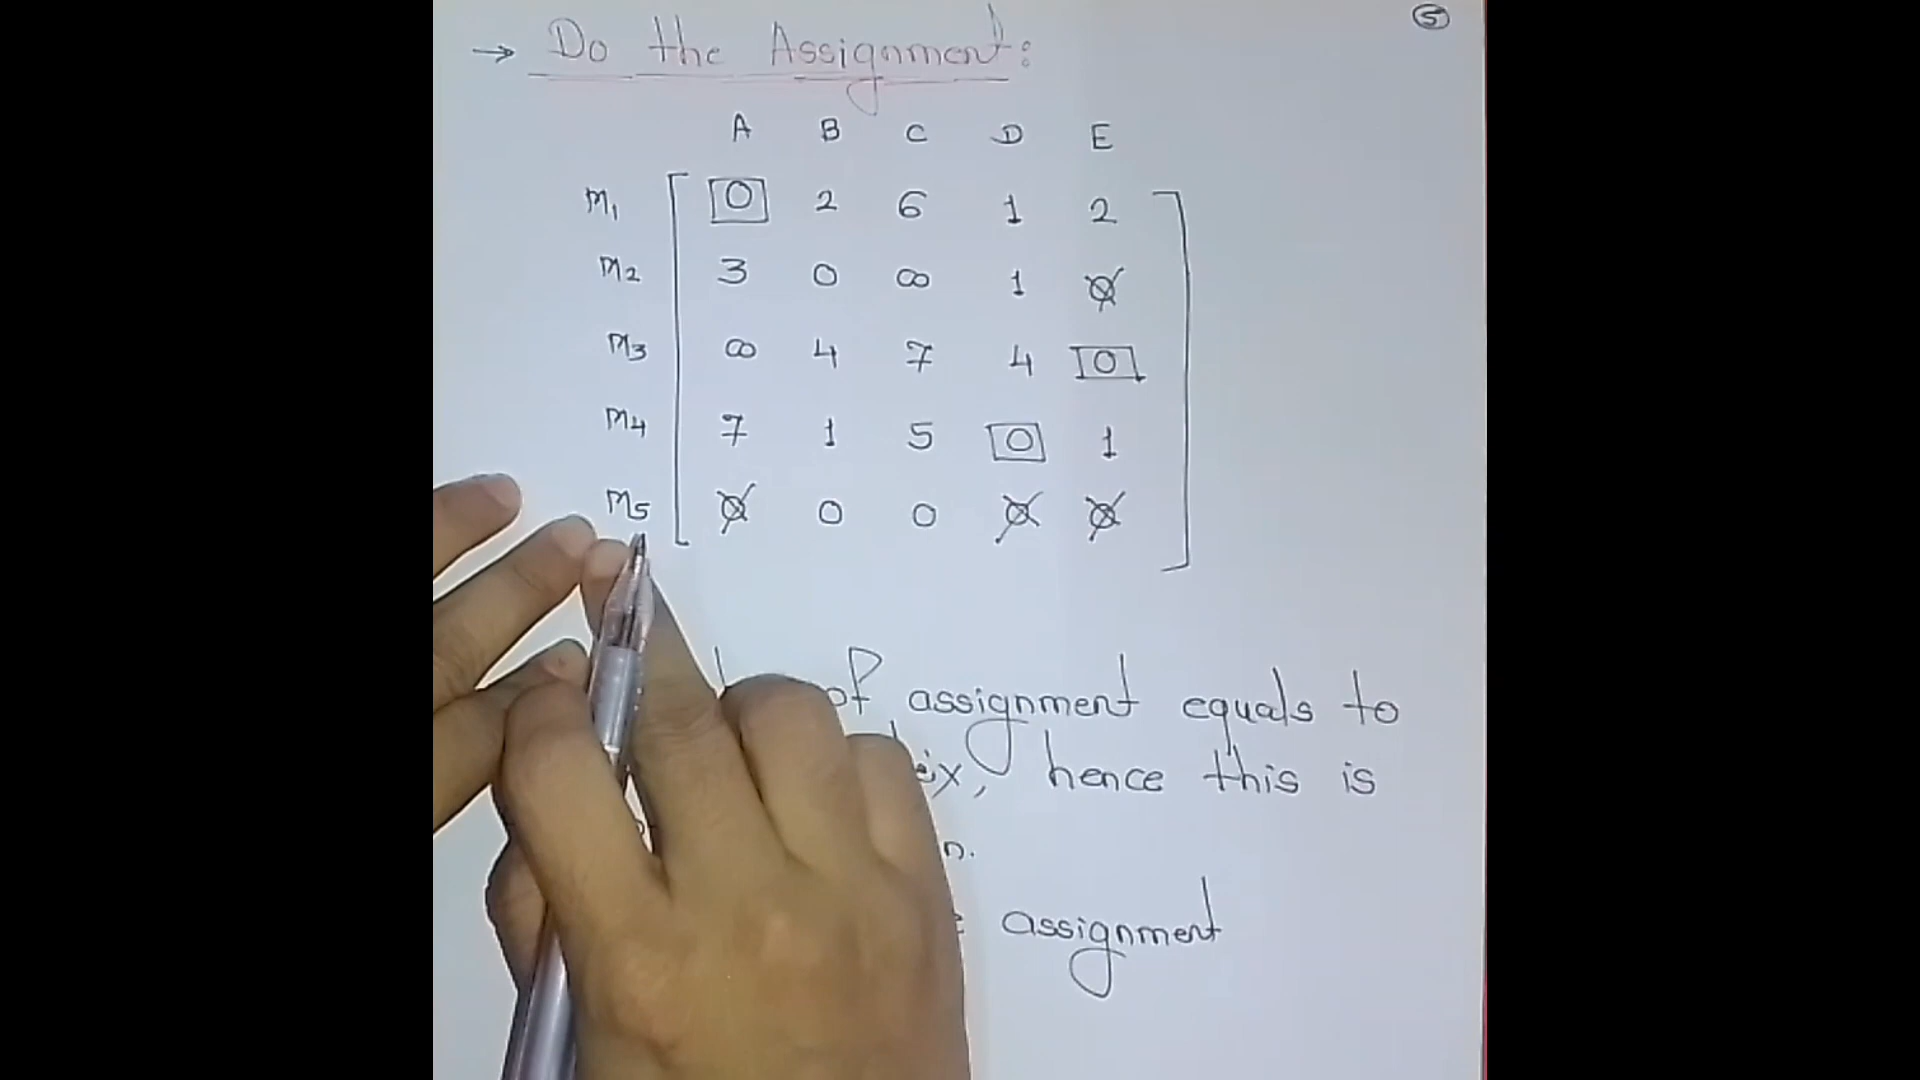 ⑤
→ Do the Assignment:
A B C D E
M1 0 2 6 1 2
M2 3 0 ∞ 1 0
M3 ∞ 4 7 4 0
M4 7 1 5 0 1
M5 0 0 0 0 0
of assignment equals to
hence this is
assignment